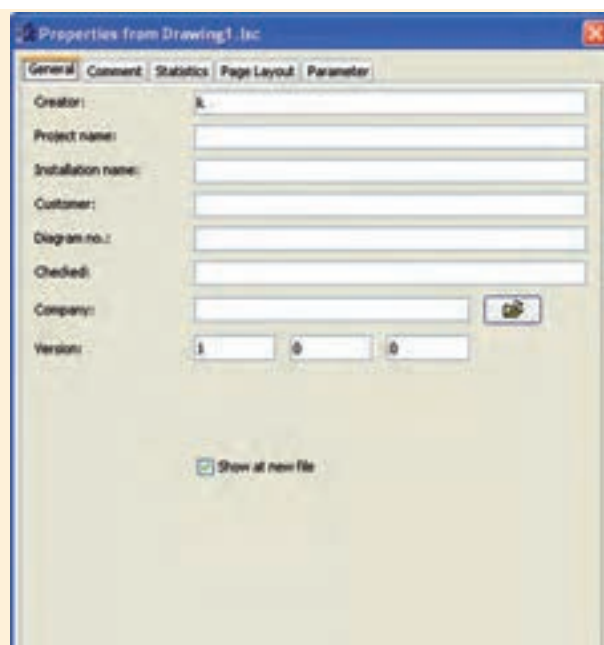 Properties from Drawing1.lsc
General Comment Statistics Page Layout Parameter
Creator: k
Project name:
Installation name:
Customer:
Diagram no.:
Checked:
Company:
Version: 1 0 0
Show at new file